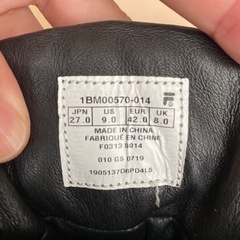 1BM00570-014
JPN US EUR UK
27.0 9.0 42.0 8.0
MADE IN CHINA
FABRIQUÉ EN CHINE
F0313 0014
010 GS 0719
1905137D6PD4L5